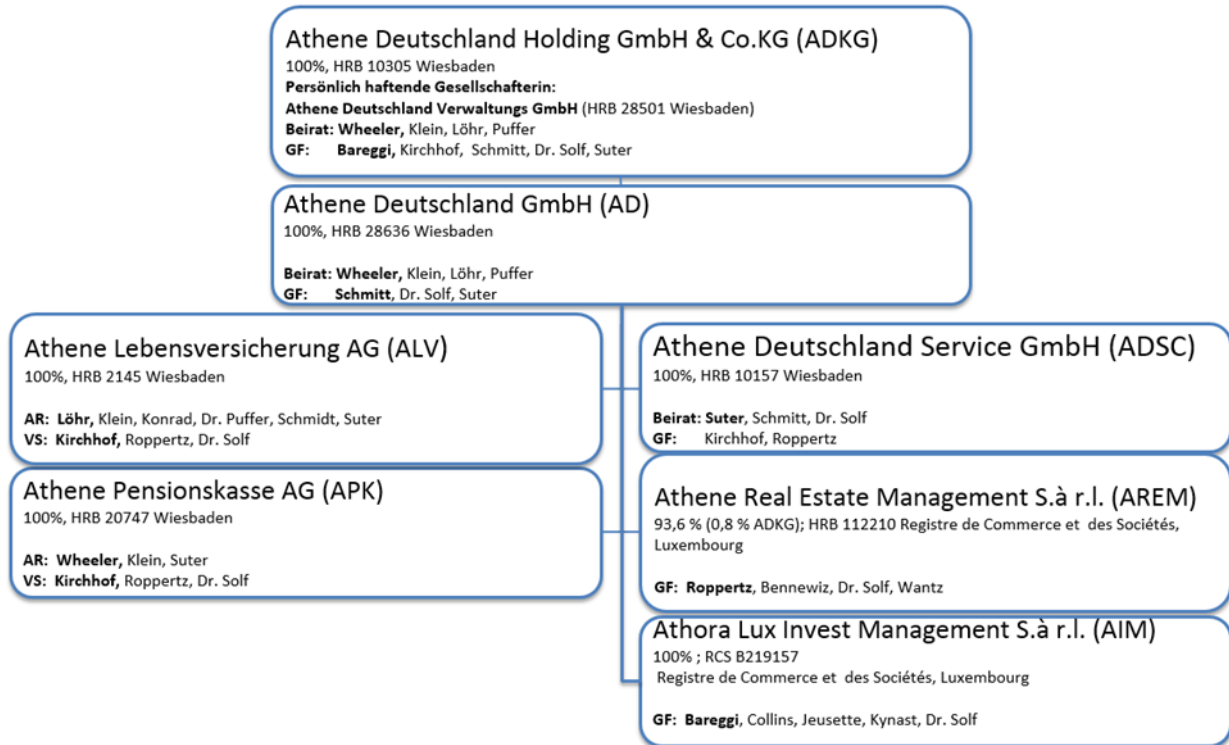 Athene Deutschland Holding GmbH & Co.KG (ADKG)
100%, HRB 10305 Wiesbaden
Persönlich haftende Gesellschafterin:
Athene Deutschland Verwaltungs GmbH (HRB 28501 Wiesbaden)
Beirat: Wheeler, Klein, Löhr, Puffer
GF: Bareggi, Kirchhof, Schmitt, Dr. Solf, Suter
Athene Deutschland GmbH (AD)
100%, HRB 28636 Wiesbaden
Beirat: Wheeler, Klein, Löhr, Puffer
GF: Schmitt, Dr. Solf, Suter
Athene Lebensversicherung AG (ALV)
100%, HRB 2145 Wiesbaden
AR: Löhr, Klein, Konrad, Dr. Puffer, Schmidt, Suter
VS: Kirchhof, Roppertz, Dr. Solf
Athene Pensionskasse AG (APK)
100%, HRB 20747 Wiesbaden
AR: Wheeler, Klein, Suter
VS: Kirchhof, Roppertz, Dr. Solf
Athene Deutschland Service GmbH (ADSC)
100%, HRB 10157 Wiesbaden
Beirat: Suter, Schmitt, Dr. Solf
GF: Kirchhof, Roppertz
Athene Real Estate Management S.à r.l. (AREM)
93,6 % (0,8 % ADKG); HRB 112210 Registre de Commerce et des Sociétés,
Luxembourg
GF: Roppertz, Bennewiz, Dr. Solf, Wantz
Athora Lux Invest Management S.à r.l. (AIM)
100% ; RCS B219157
Registre de Commerce et des Sociétés, Luxembourg
GF: Bareggi, Collins, Jeusette, Kynast, Dr. Solf